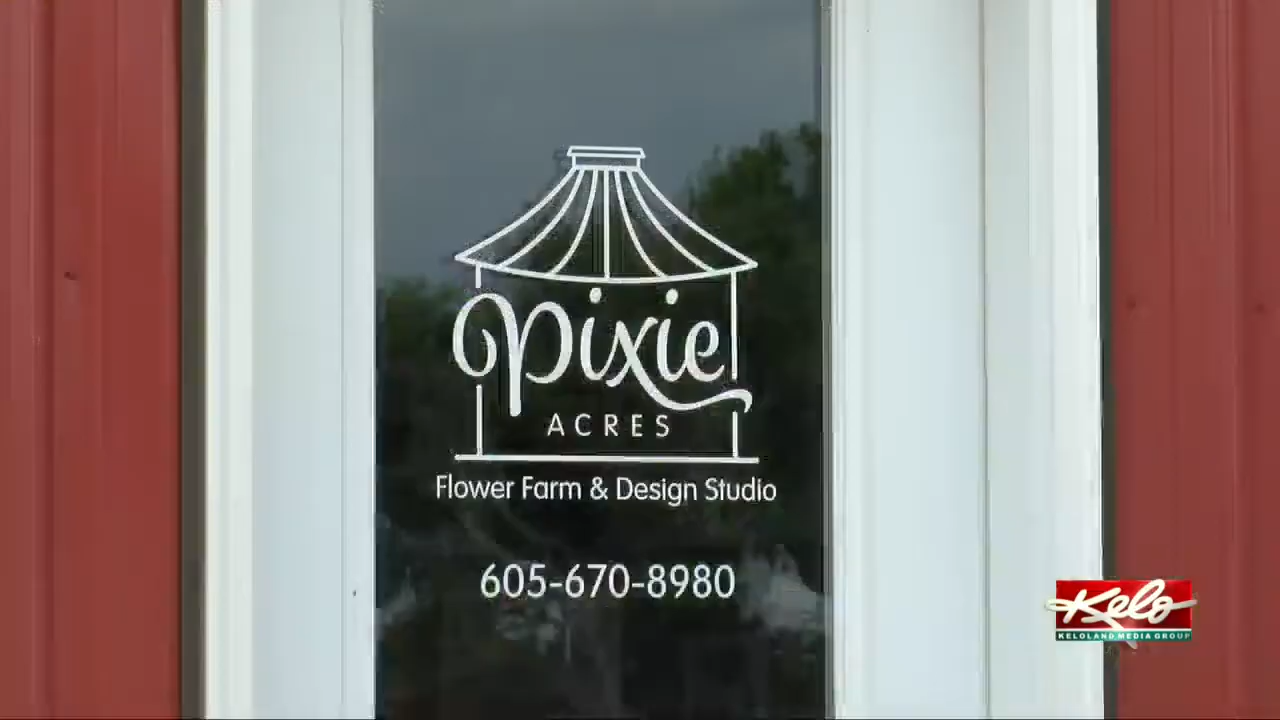 Pixie
ACRES
Flower Farm & Design Studio
605-670-8980
Kelo
KELOLAND MEDIA GROUP